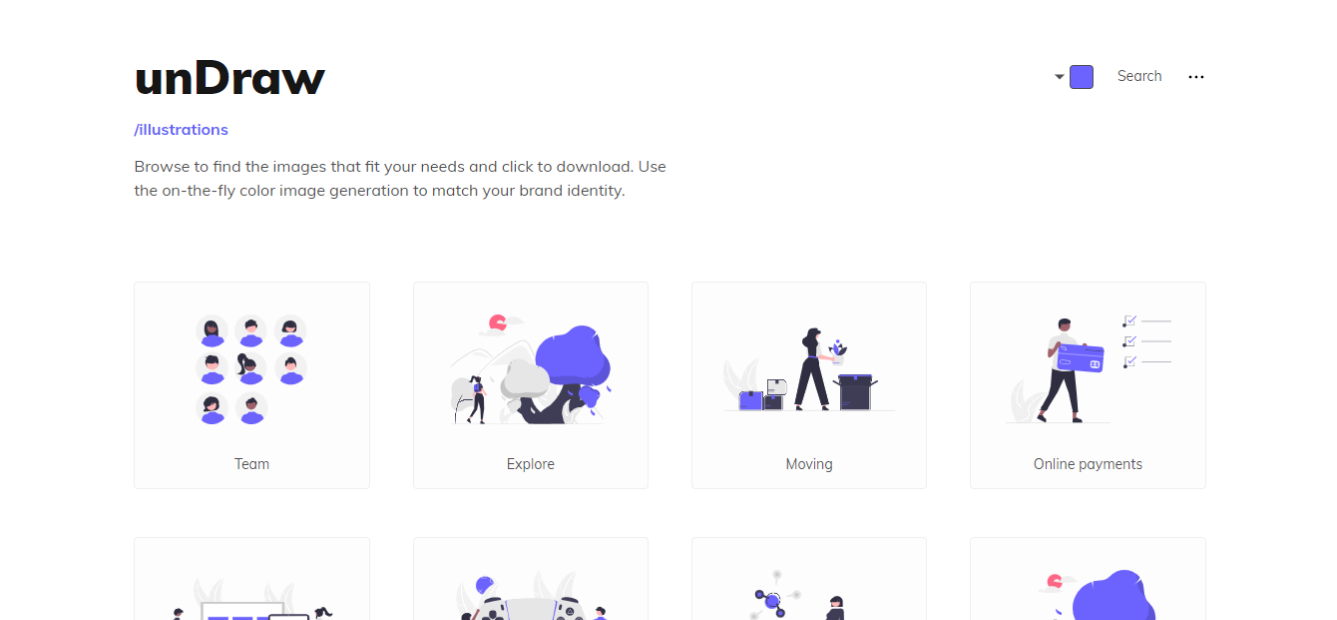 unDraw
Search
/illustrations
Browse to find the images that fit your needs and click to download. Use
the on-the-fly color image generation to match your brand identity.
Team
Explore
Moving
Online payments